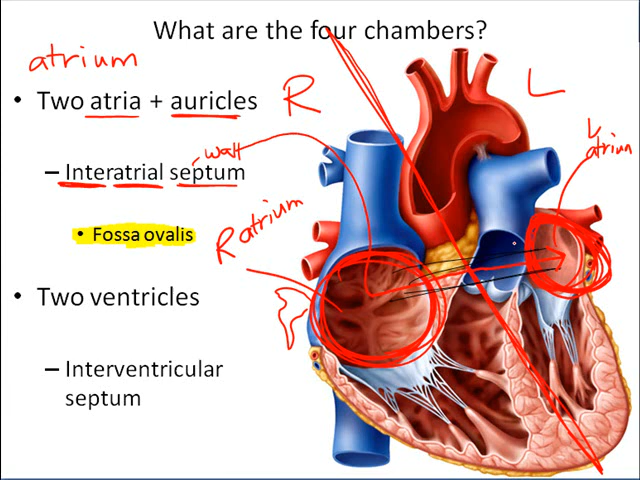 What are the four chambers?
atrium
• Two atria + auricles
R
L
wall
– Interatrial septum
L atrium
• Fossa ovalis
R atrium
• Two ventricles
– Interventricular
septum